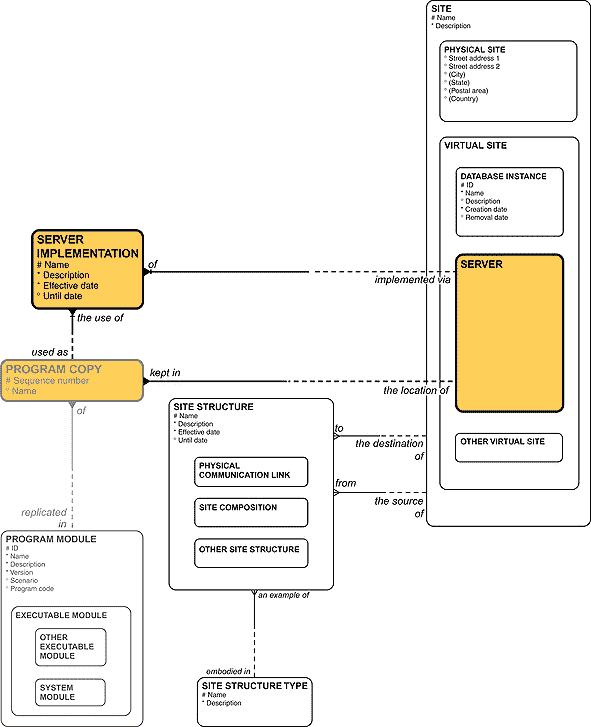 SITE
# Name
* Description
PHYSICAL SITE
° Street address 1
° Street address 2
° (City)
° (State)
° (Postal area)
° (Country)
VIRTUAL SITE
DATABASE INSTANCE
# ID
* Name
° Description
* Creation date
° Removal date
SERVER
OTHER VIRTUAL SITE
SERVER
IMPLEMENTATION
# Name
* Description
* Effective date
° Until date
of
implemented via
the use of
used as
PROGRAM COPY
# Sequence number
° Name
kept in
the location of
of
replicated
in
SITE STRUCTURE
# Name
* Description
* Effective date
° Until date
PHYSICAL
COMMUNICATION LINK
SITE COMPOSITION
OTHER SITE STRUCTURE
to
the destination
of
from
the source
of
an example of
embodied in
SITE STRUCTURE TYPE
# Name
* Description
PROGRAM MODULE
# ID
* Name
* Description
* Version
° Scenario
° Program code
EXECUTABLE MODULE
OTHER
EXECUTABLE
MODULE
SYSTEM
MODULE